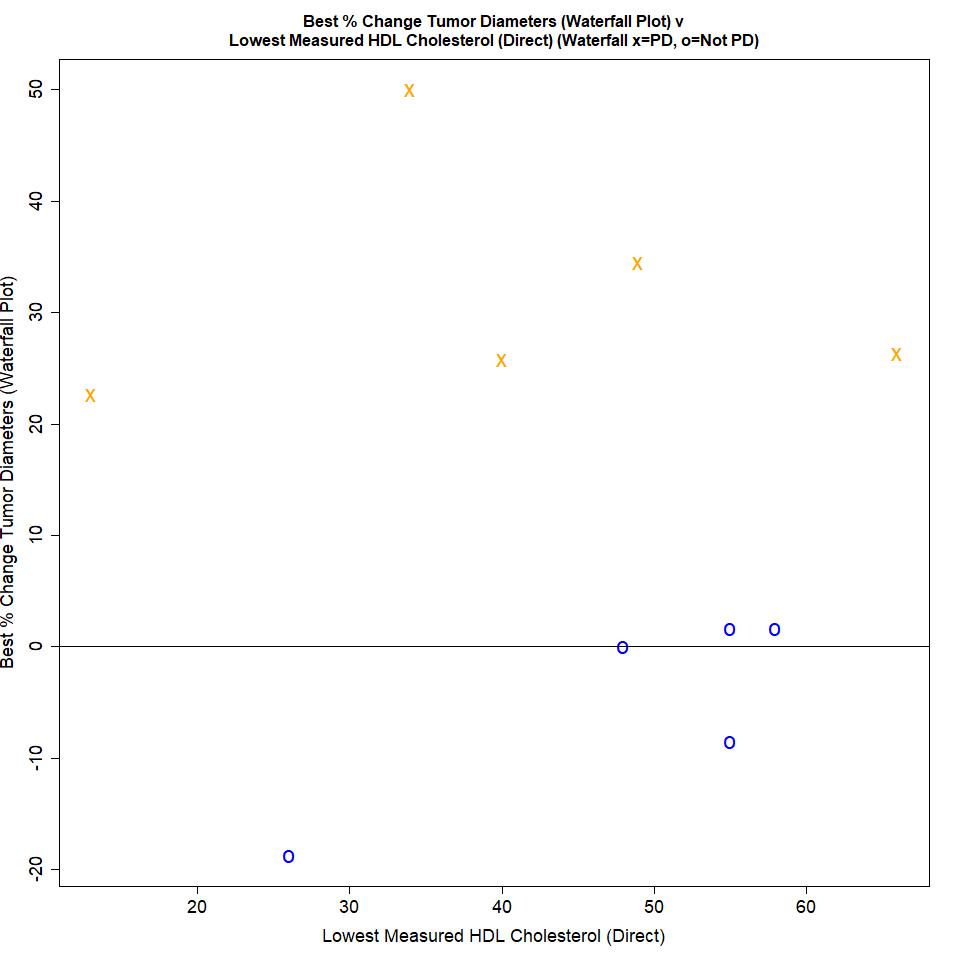 Best % Change Tumor Diameters (Waterfall Plot) v
Lowest Measured HDL Cholesterol (Direct) (Waterfall x=PD, o=Not PD)
Best % Change Tumor Diameters (Waterfall Plot)
50
40
30
20
10
0
-10
-20
X
X
X
X
X
O
O
O
O
O
20
30
40
50
60
Lowest Measured HDL Cholesterol (Direct)